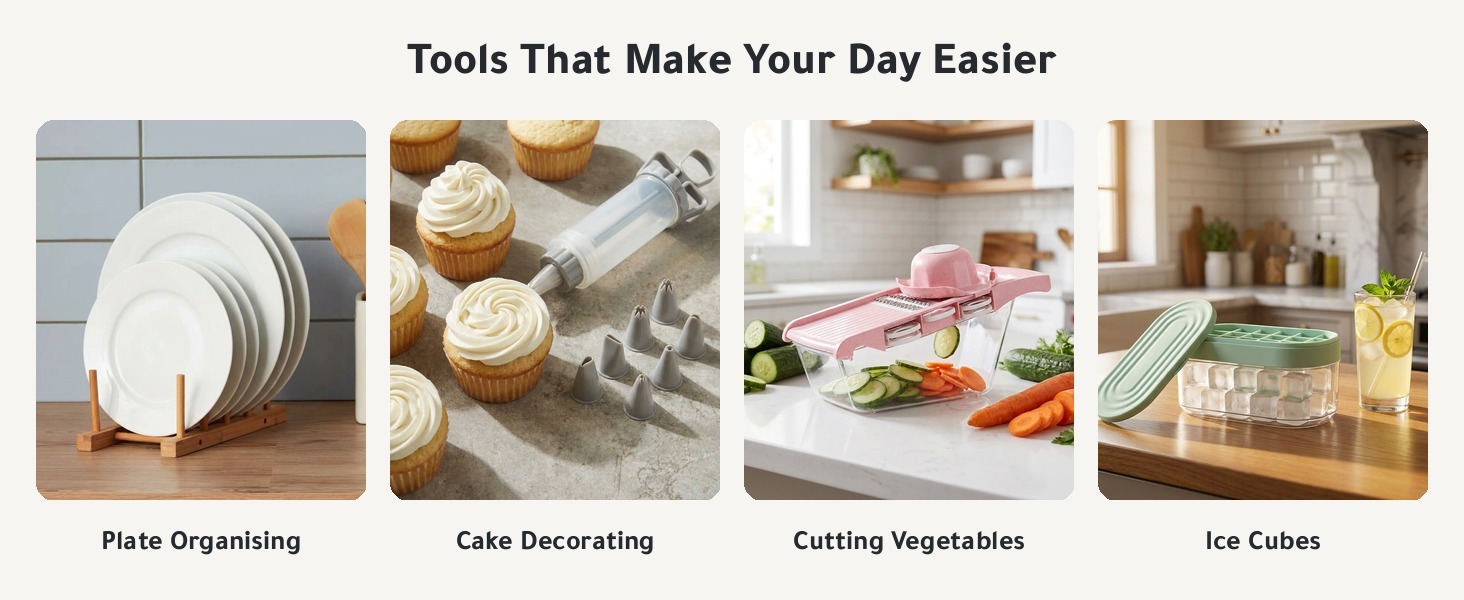 Tools That Make Your Day Easier
Plate Organising
Cake Decorating
Cutting Vegetables
Ice Cubes